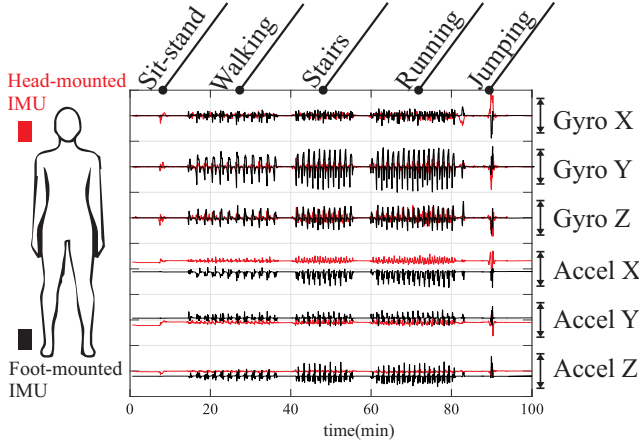 Sit-stand
Walking
Stairs
Running
Jumping
Head-mounted
IMU
Gyro X
Gyro Y
Gyro Z
Accel X
Accel Y
Accel Z
Foot-mounted
IMU
0 20 40 60 80 100
time(min)